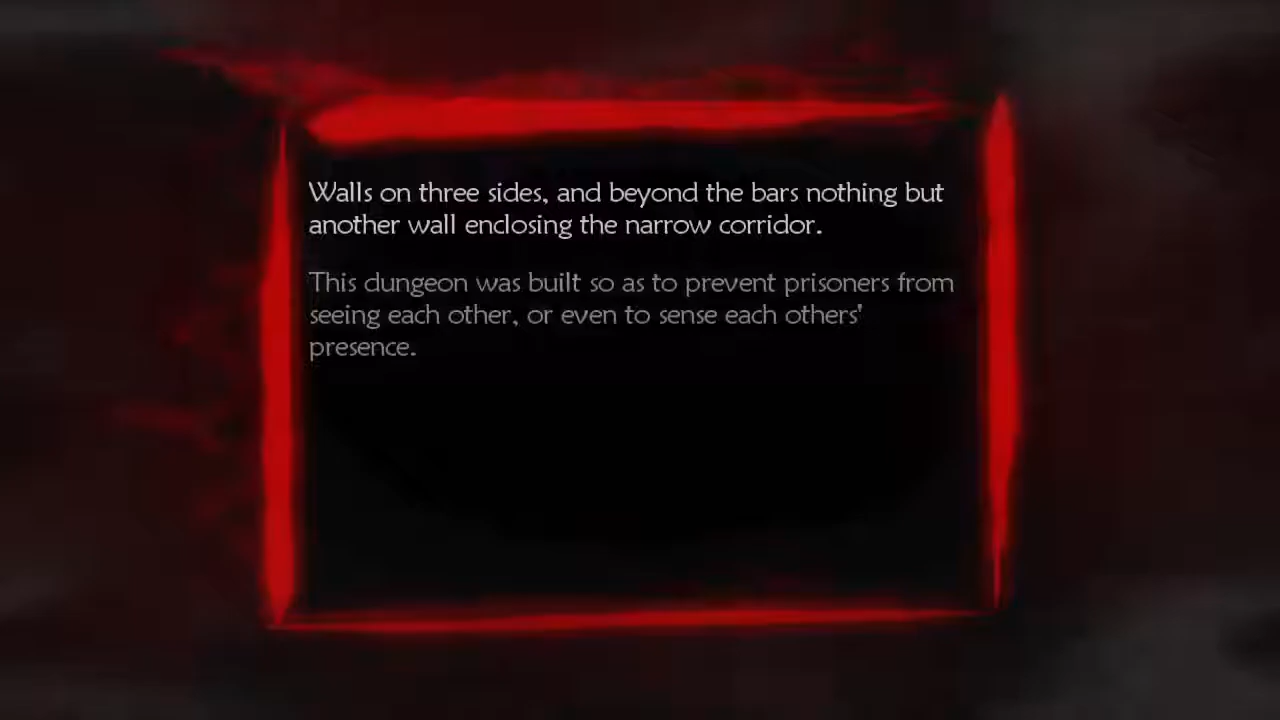 Walls on three sides, and beyond the bars nothing but
another wall enclosing the narrow corridor.
This dungeon was built so as to prevent prisoners from
seeing each other, or even to sense each others'
presence.